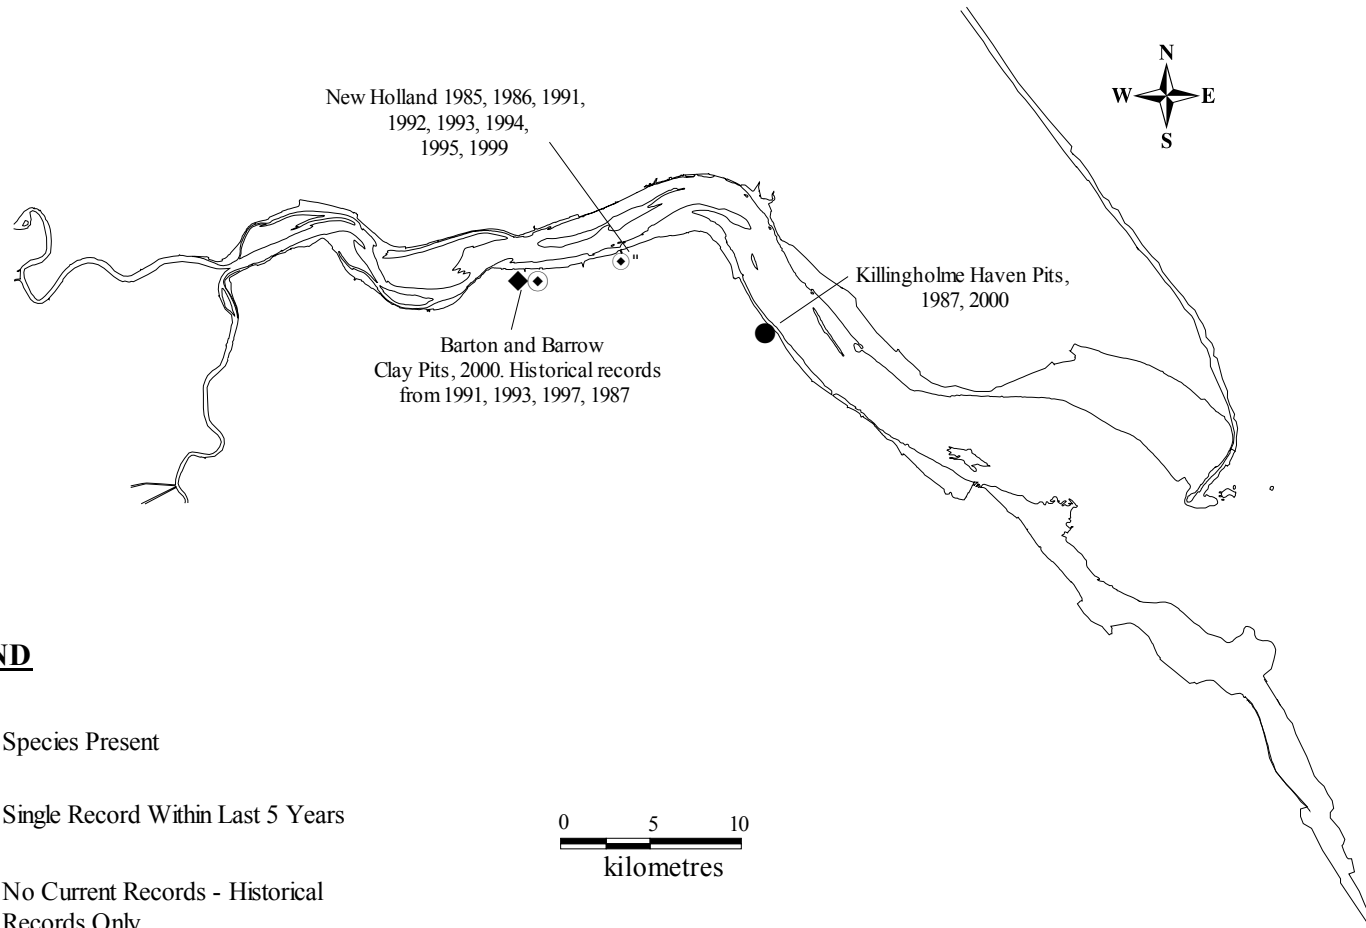 N
W E
S
New Holland 1985, 1986, 1991,
1992, 1993, 1994,
1995, 1999
"
Killingholme Haven Pits,
1987, 2000
Barton and Barrow
Clay Pits, 2000. Historical records
from 1991, 1993, 1997, 1987
ND
Species Present
Single Record Within Last 5 Years
No Current Records - Historical
Records Only
0 5 10
kilometres